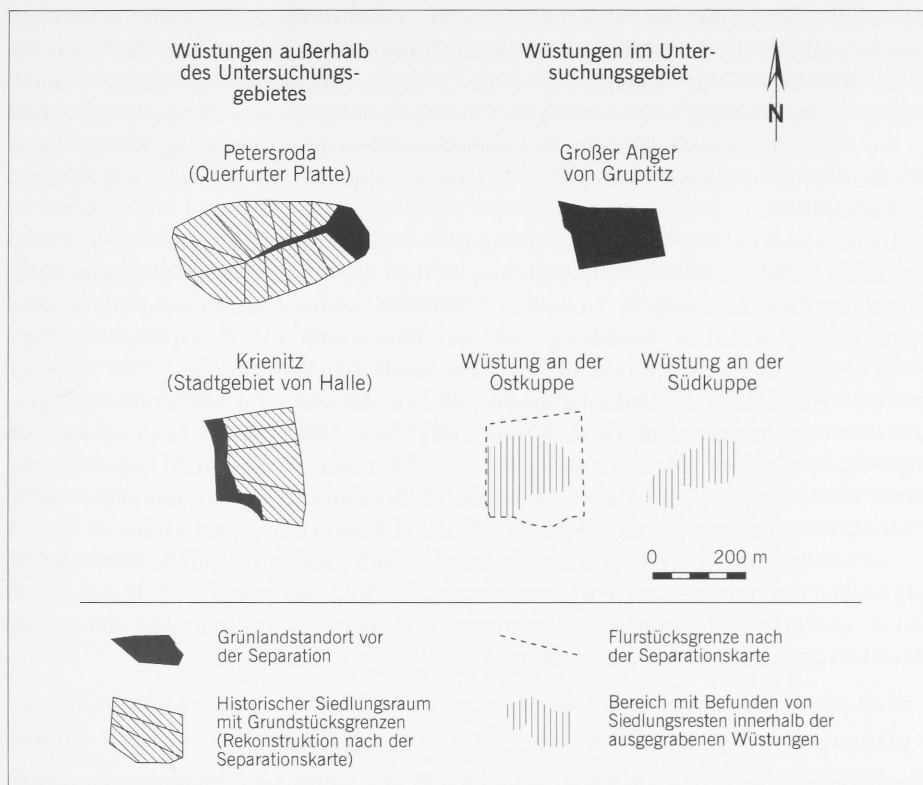 Wüstungen außerhalb
des Untersuchungs-
gebietes
Wüstungen im Unter-
suchungsgebiet
N
Petersroda
(Querfurter Platte)
Großer Anger
von Gruptitz
Krienitz
(Stadtgebiet von Halle)
Wüstung an der
Ostkuppe
Wüstung an der
Südkuppe
0 200 m
Grünlandstandort vor
der Separation
Flurstücksgrenze nach
der Separationskarte
Historischer Siedlungsraum
mit Grundstücksgrenzen
(Rekonstruktion nach der
Separationskarte)
Bereich mit Befunden von
Siedlungsresten innerhalb der
ausgegrabenen Wüstungen